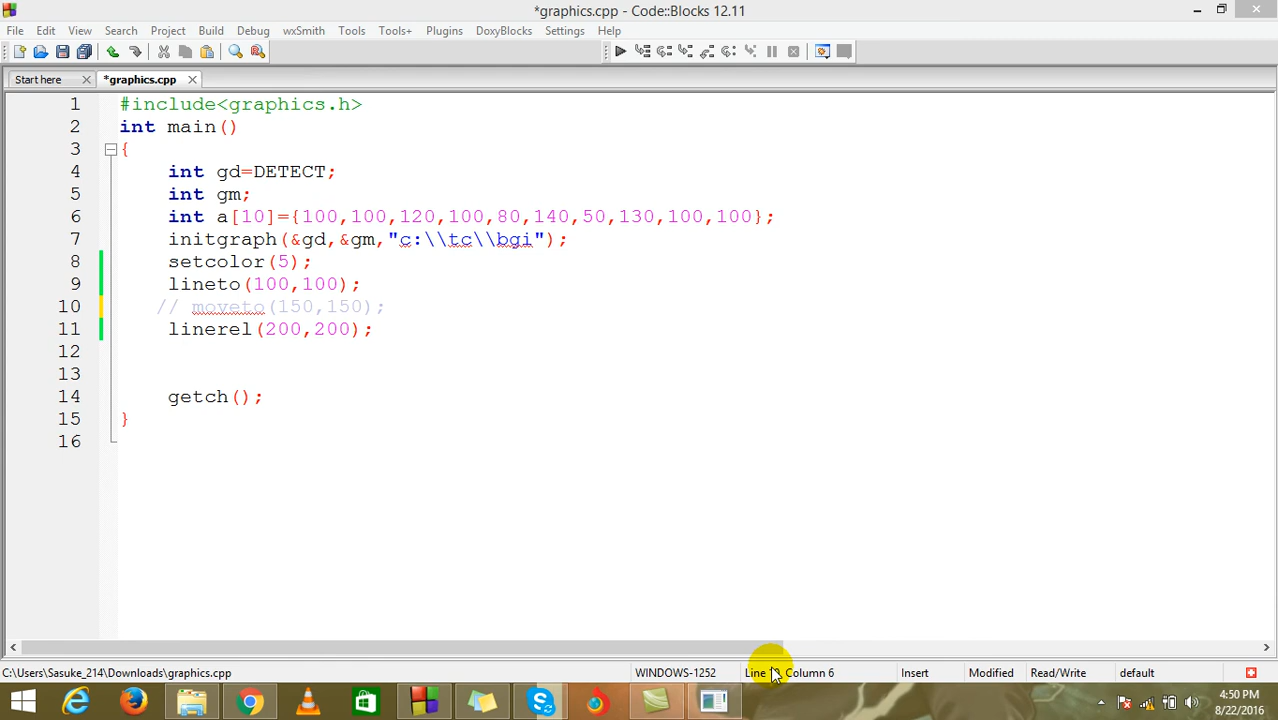 *graphics.cpp - Code::Blocks 12.11
File Edit View Search Project Build Debug wxSmith Tools Tools+ Plugins DoxyBlocks Settings Help
Start here *graphics.cpp
1 #include<graphics.h>
2 int main()
3 {
4 int gd=DETECT;
5 int gm;
6 int a[10]={100,100,120,100,80,140,50,130,100,100};
7 initgraph(&gd,&gm,"c:\\tc\\bgi");
8 setcolor(5);
9 lineto(100,100);
10 // moveto(150,150);
11 linerel(200,200);
12
13
14 getch();
15 }
16
C:\Users\Sasuke_214\Downloads\graphics.cpp WINDOWS-1252 Line Column 6 Insert Modified Read/Write default
4:50 PM
8/22/2016